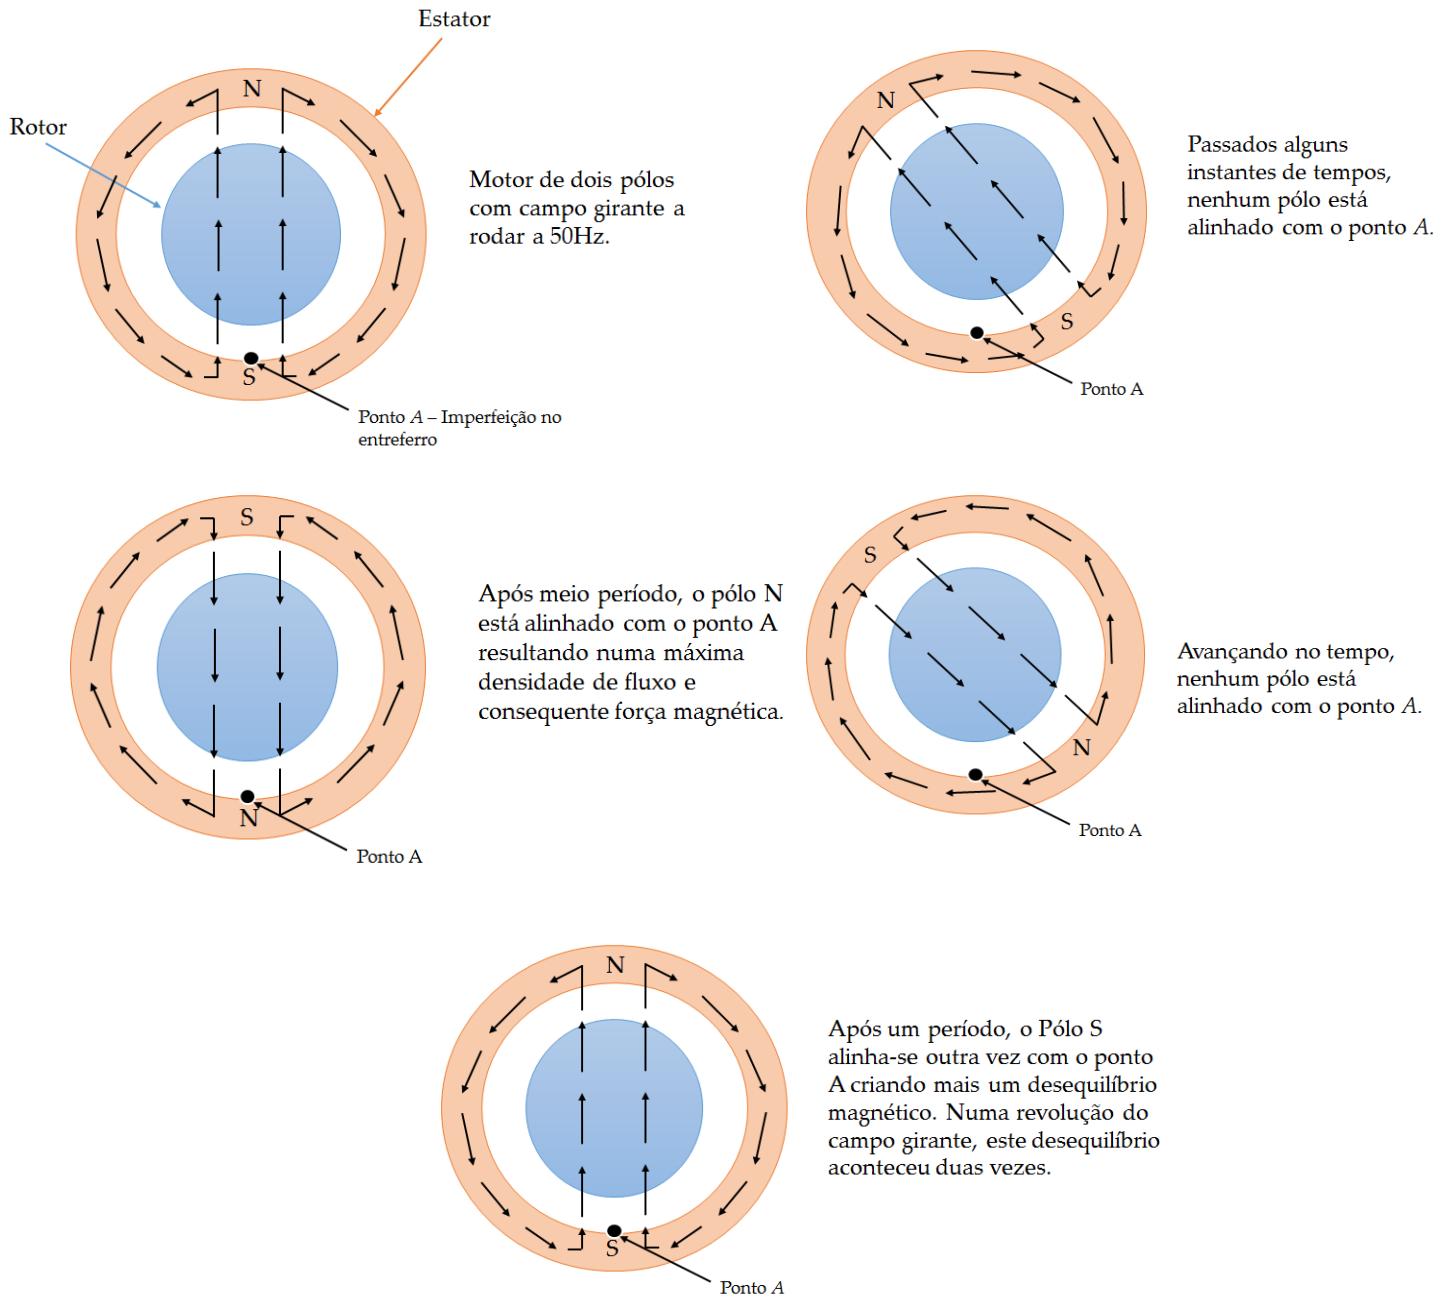 Estator
N
Rotor
Motor de dois pólos
com campo girante a
rodar a 50Hz.
S
Ponto A – Imperfeição no
entreferro
N
Passados alguns
instantes de tempos,
nenhum pólo está
alinhado com o ponto A.
S
Ponto A
S
Após meio período, o pólo N
está alinhado com o ponto A
resultando numa máxima
densidade de fluxo e
consequente força magnética.
N
Ponto A
S
Avançando no tempo,
nenhum pólo está
alinhado com o ponto A.
N
Ponto A
N
Após um período, o Pólo S
alinha-se outra vez com o ponto
A criando mais um desequilíbrio
magnético. Numa revolução do
campo girante, este desequilíbrio
aconteceu duas vezes.
S
Ponto A